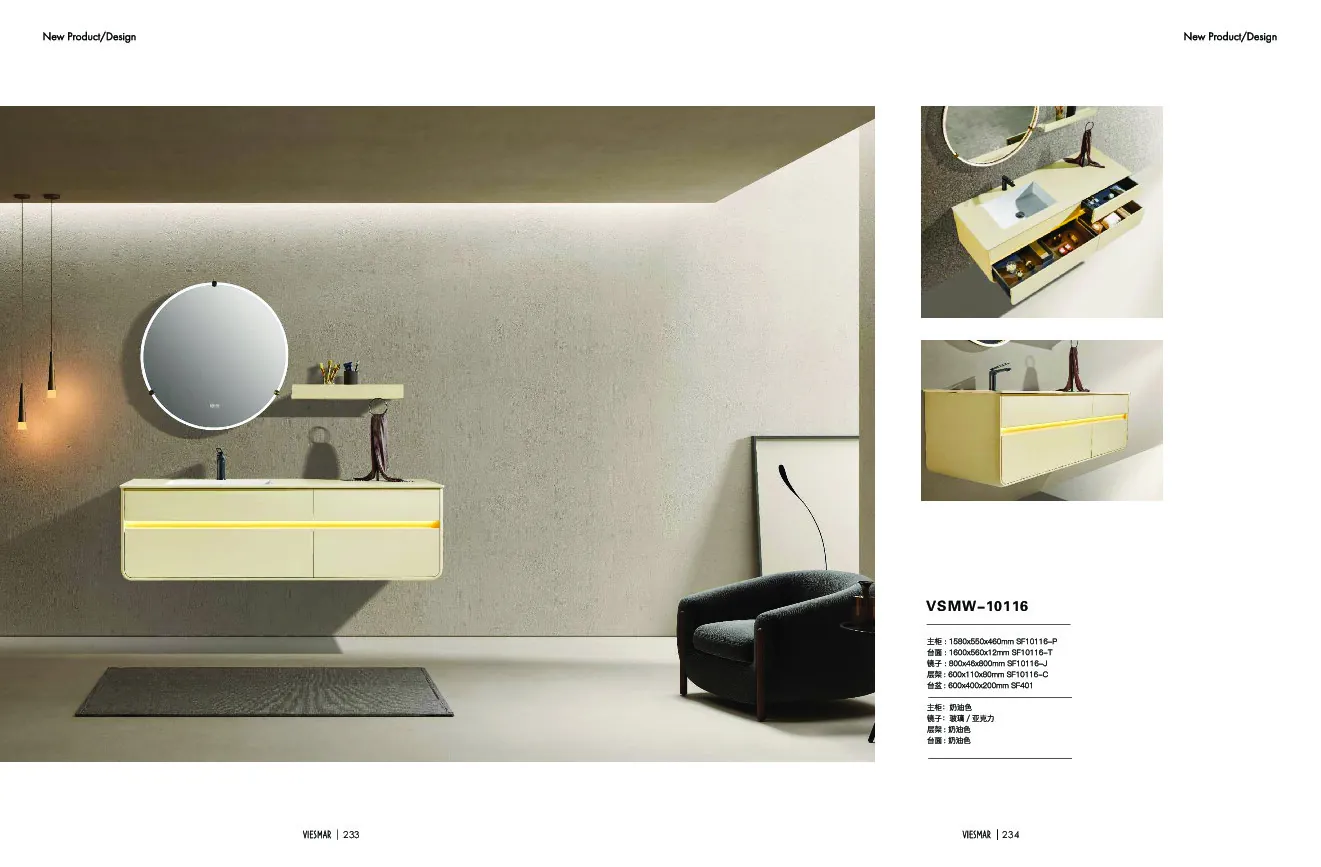 New Product/Design
New Product/Design
VSMW-10116
主柜 : 1580x550x460mm SF10116-P
台面 : 1600x560x12mm SF10116-T
镜子 : 800x46x800mm SF10116-J
层架 : 600x110x80mm SF10116-C
台盆 : 600x400x200mm SF401
主柜: 奶油色
镜子: 玻璃 / 亚克力
层架 : 奶油色
台面 : 奶油色
VIESMAR | 233
VIESMAR | 234